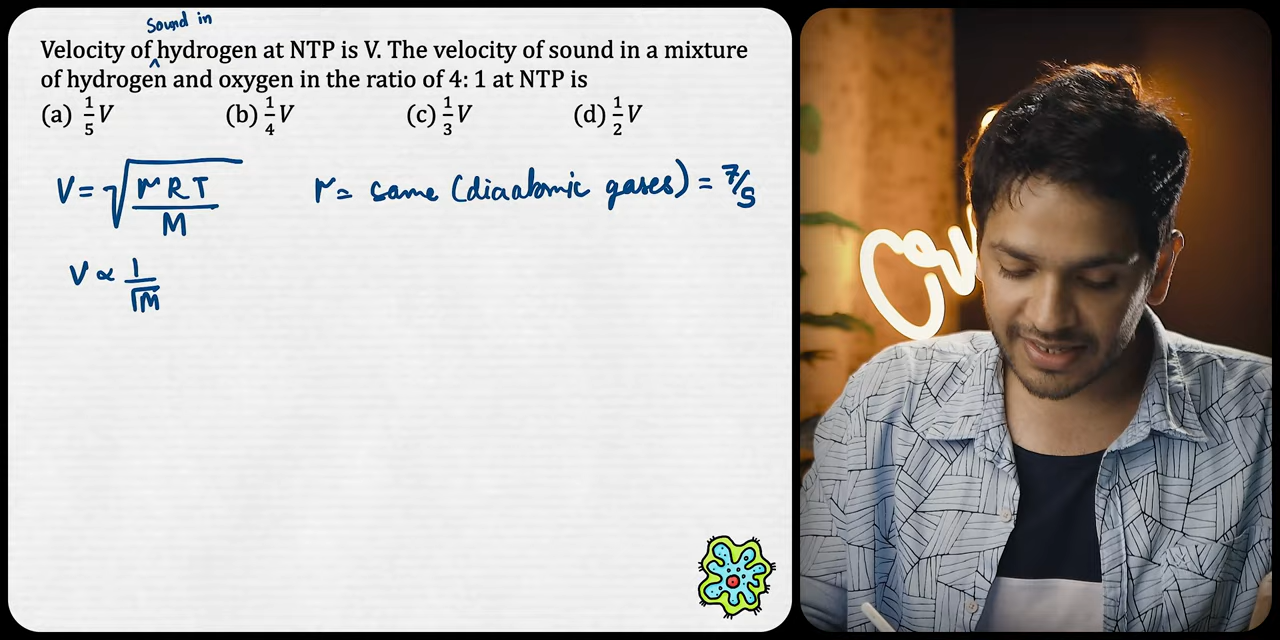 Sound in
Velocity of ^ hydrogen at NTP is V. The velocity of sound in a mixture
of hydrogen and oxygen in the ratio of 4: 1 at NTP is
(a) 1/5 V (b) 1/4 V (c) 1/3 V (d) 1/2 V
V = √(rRT/M) r = same (diaatomic gases) = 7/5
V ∝ 1/√M